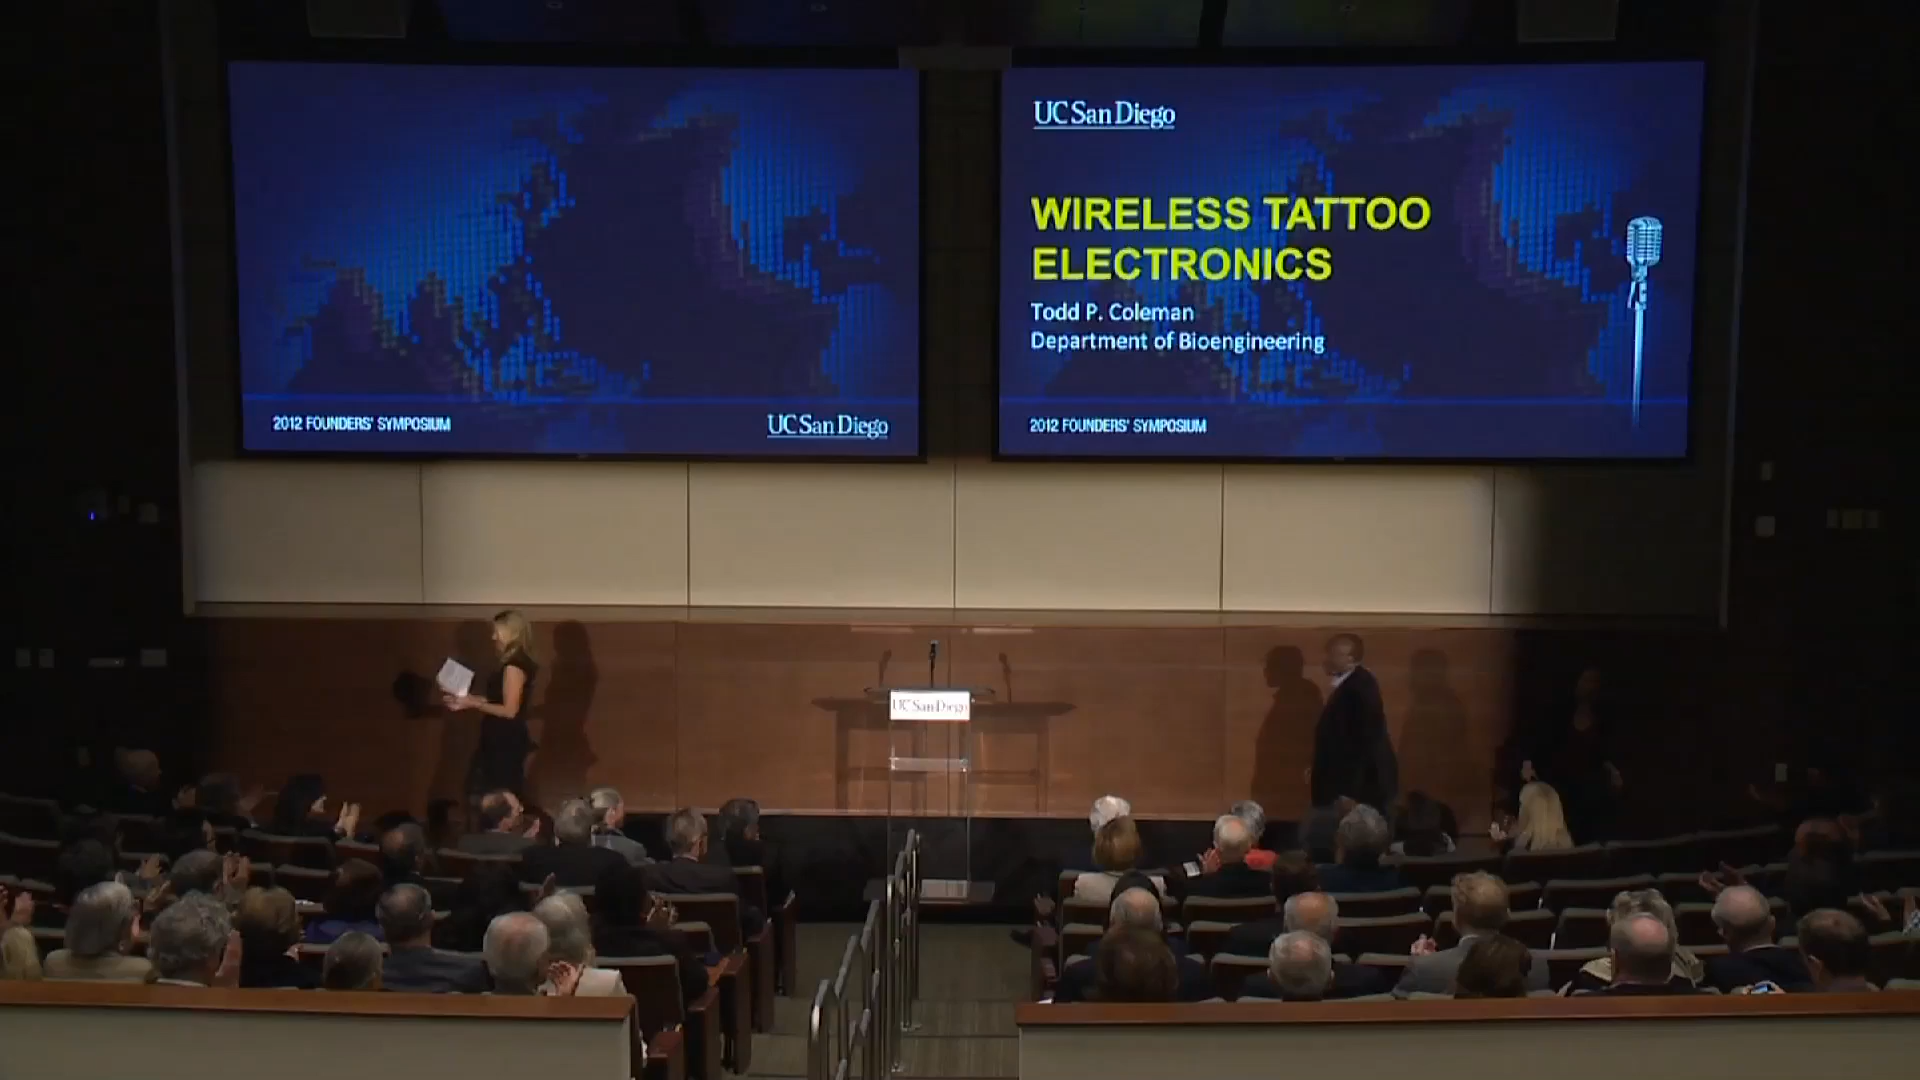 2012 FOUNDERS' SYMPOSIUM
UC San Diego
UC San Diego
WIRELESS TATTOO
ELECTRONICS
Todd P. Coleman
Department of Bioengineering
2012 FOUNDERS' SYMPOSIUM
UC San Diego